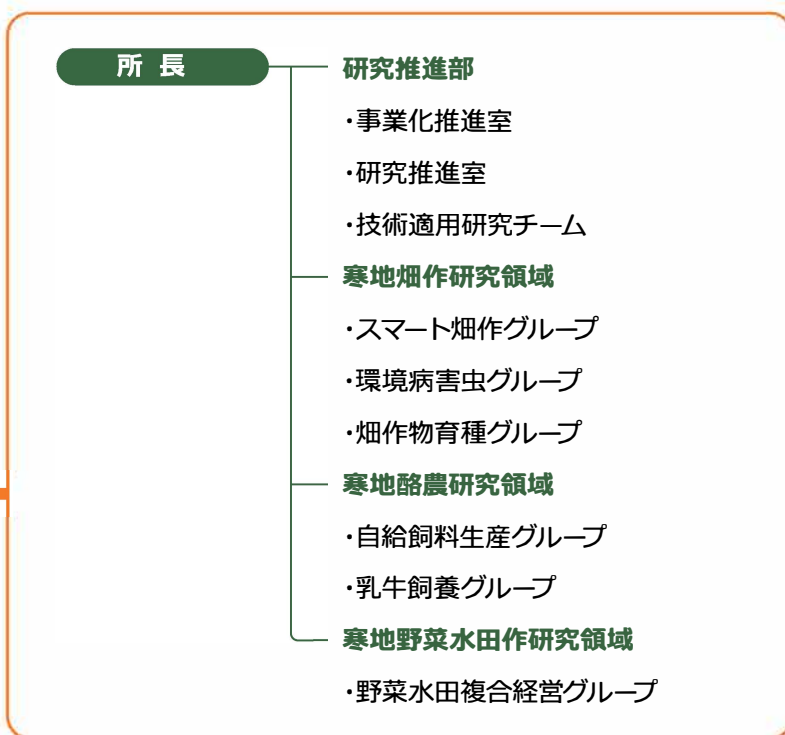 所 長
研究推進部
・事業化推進室
・研究推進室
・技術適用研究チーム
寒地畑作研究領域
・スマート畑作グループ
・環境病害虫グループ
・畑作物育種グループ
寒地酪農研究領域
・自給飼料生産グループ
・乳牛飼養グループ
寒地野菜水田作研究領域
・野菜水田複合経営グループ